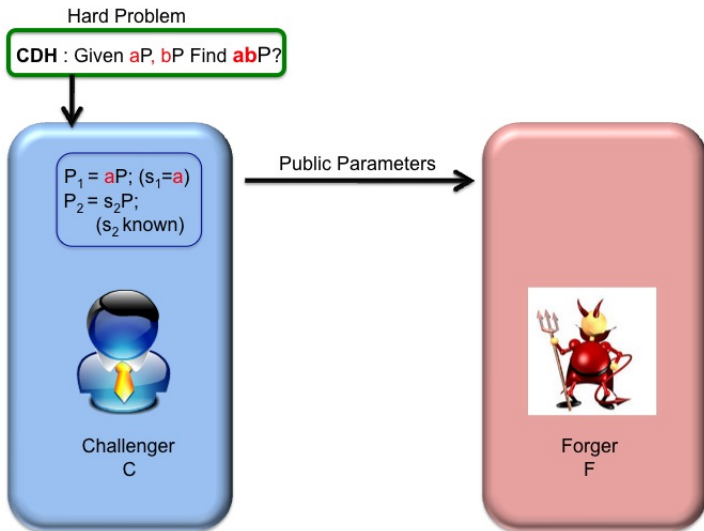 Hard Problem
CDH : Given aP, bP Find abP?
P₁ = aP; (s₁=a)
P₂ = s₂P;
(s₂ known)
Public Parameters
Challenger
C
Forger
F